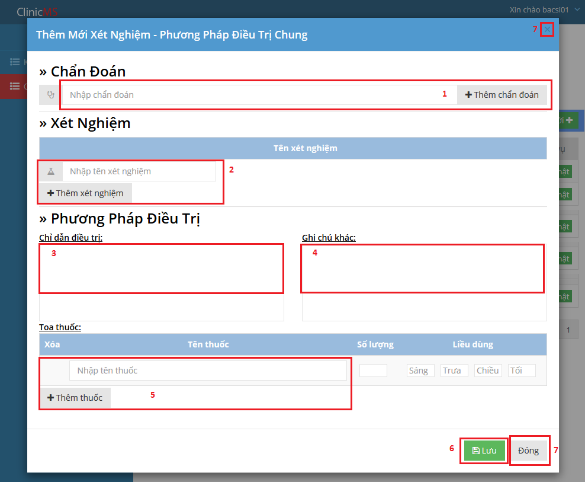 ClinicMS
Xin chào bacsi01
Thêm Mới Xét Nghiệm - Phương Pháp Điều Trị Chung
7
×
» Chẩn Đoán
Nhập chẩn đoán
1
+ Thêm chẩn đoán
» Xét Nghiệm
Tên xét nghiệm
Nhập tên xét nghiệm
2
+ Thêm xét nghiệm
» Phương Pháp Điều Trị
Chỉ dẫn điều trị:
Ghi chú khác:
3
4
Toa thuốc:
Xóa
Tên thuốc
Số lượng
Liều dùng
Nhập tên thuốc
Sáng
Trưa
Chiều
Tối
+ Thêm thuốc
5
1
6
Lưu
Đóng
7